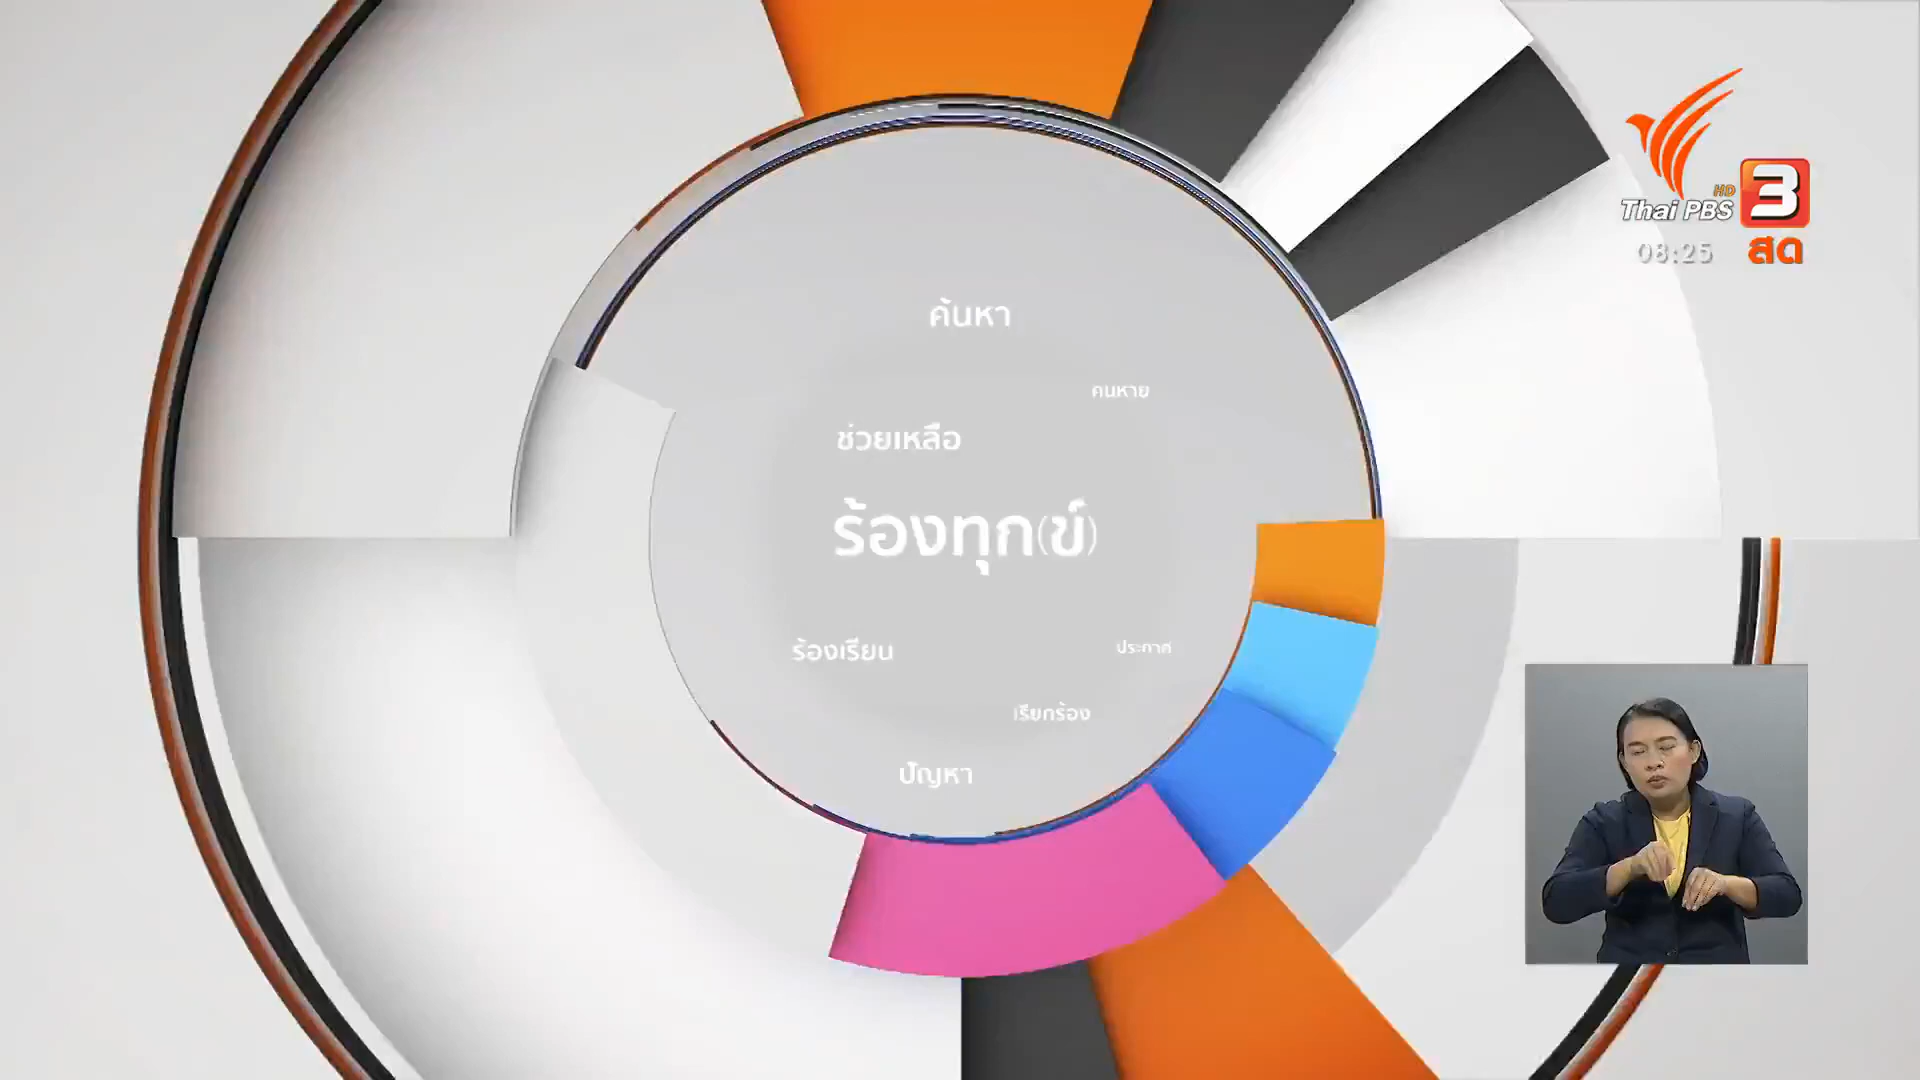 HD
Thai PBS 3
08:25 สด
ค้นหา
คนหาย
ช่วยเหลือ
ร้องทุก(ข์)
ร้องเรียน
ประกาศ
เรียกร้อง
ปัญหา